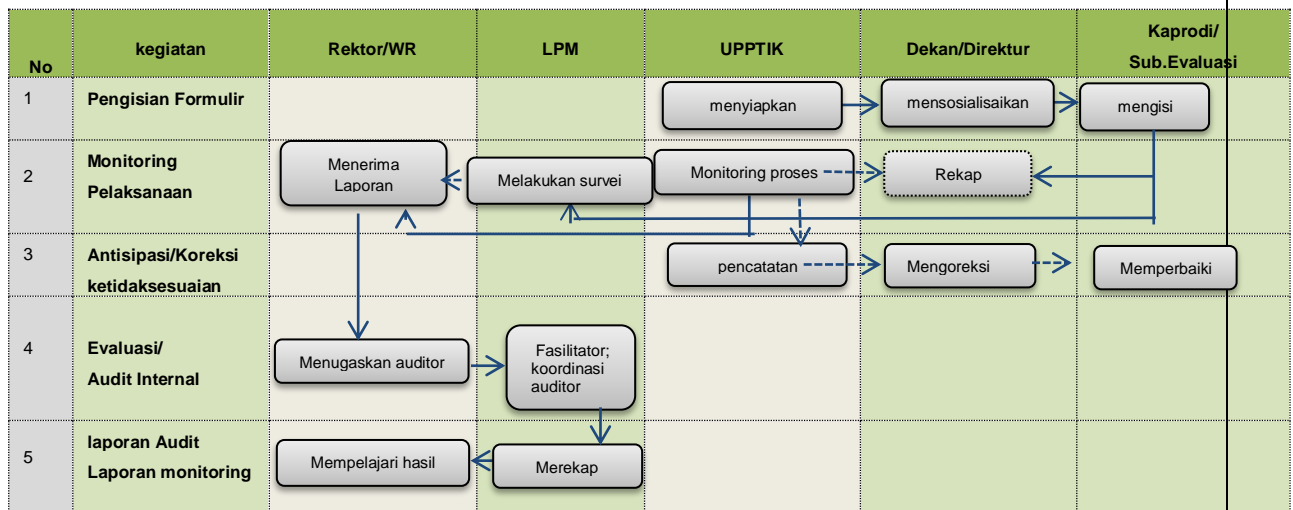 No
kegiatan
Rektor/WR
LPM
UPPTIK
Dekan/Direktur
Kaprodi/
Sub.Evaluasi
1
Pengisian Formulir
menyiapkan
mensosialisaikan
mengisi
2
Monitoring
Pelaksanaan
Menerima
Laporan
Melakukan survei
Monitoring proses
Rekap
3
Antisipasi/Koreksi
ketidaksesuaian
pencatatan
Mengoreksi
Memperbaiki
4
Evaluasi/
Audit Internal
Menugaskan auditor
Fasilitator;
koordinasi
auditor
5
laporan Audit
Laporan monitoring
Mempelajari hasil
Merekap